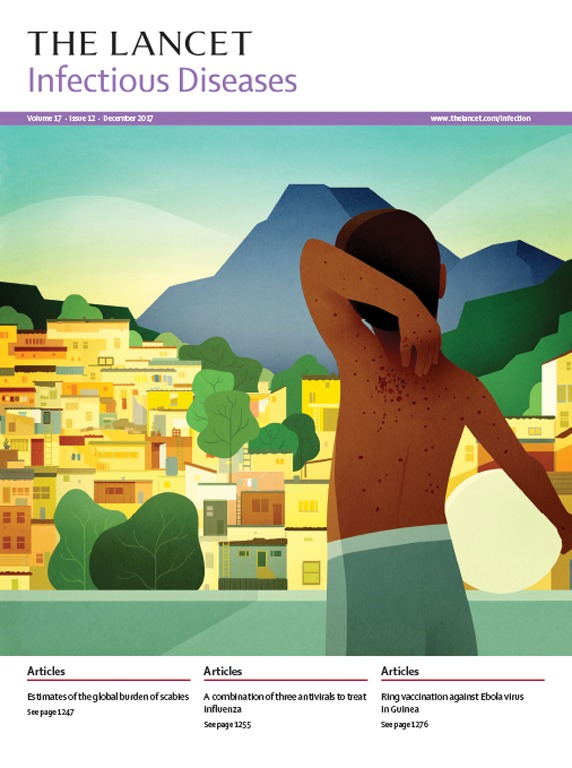 THE LANCET
Infectious Diseases
Volume 17 · Issue 12 · December 2017
www.thelancet.com/infection
Articles
Estimates of the global burden of scabies
See page 1247
Articles
A combination of three antivirals to treat
influenza
See page 1255
Articles
Ring vaccination against Ebola virus
in Guinea
See page 1276